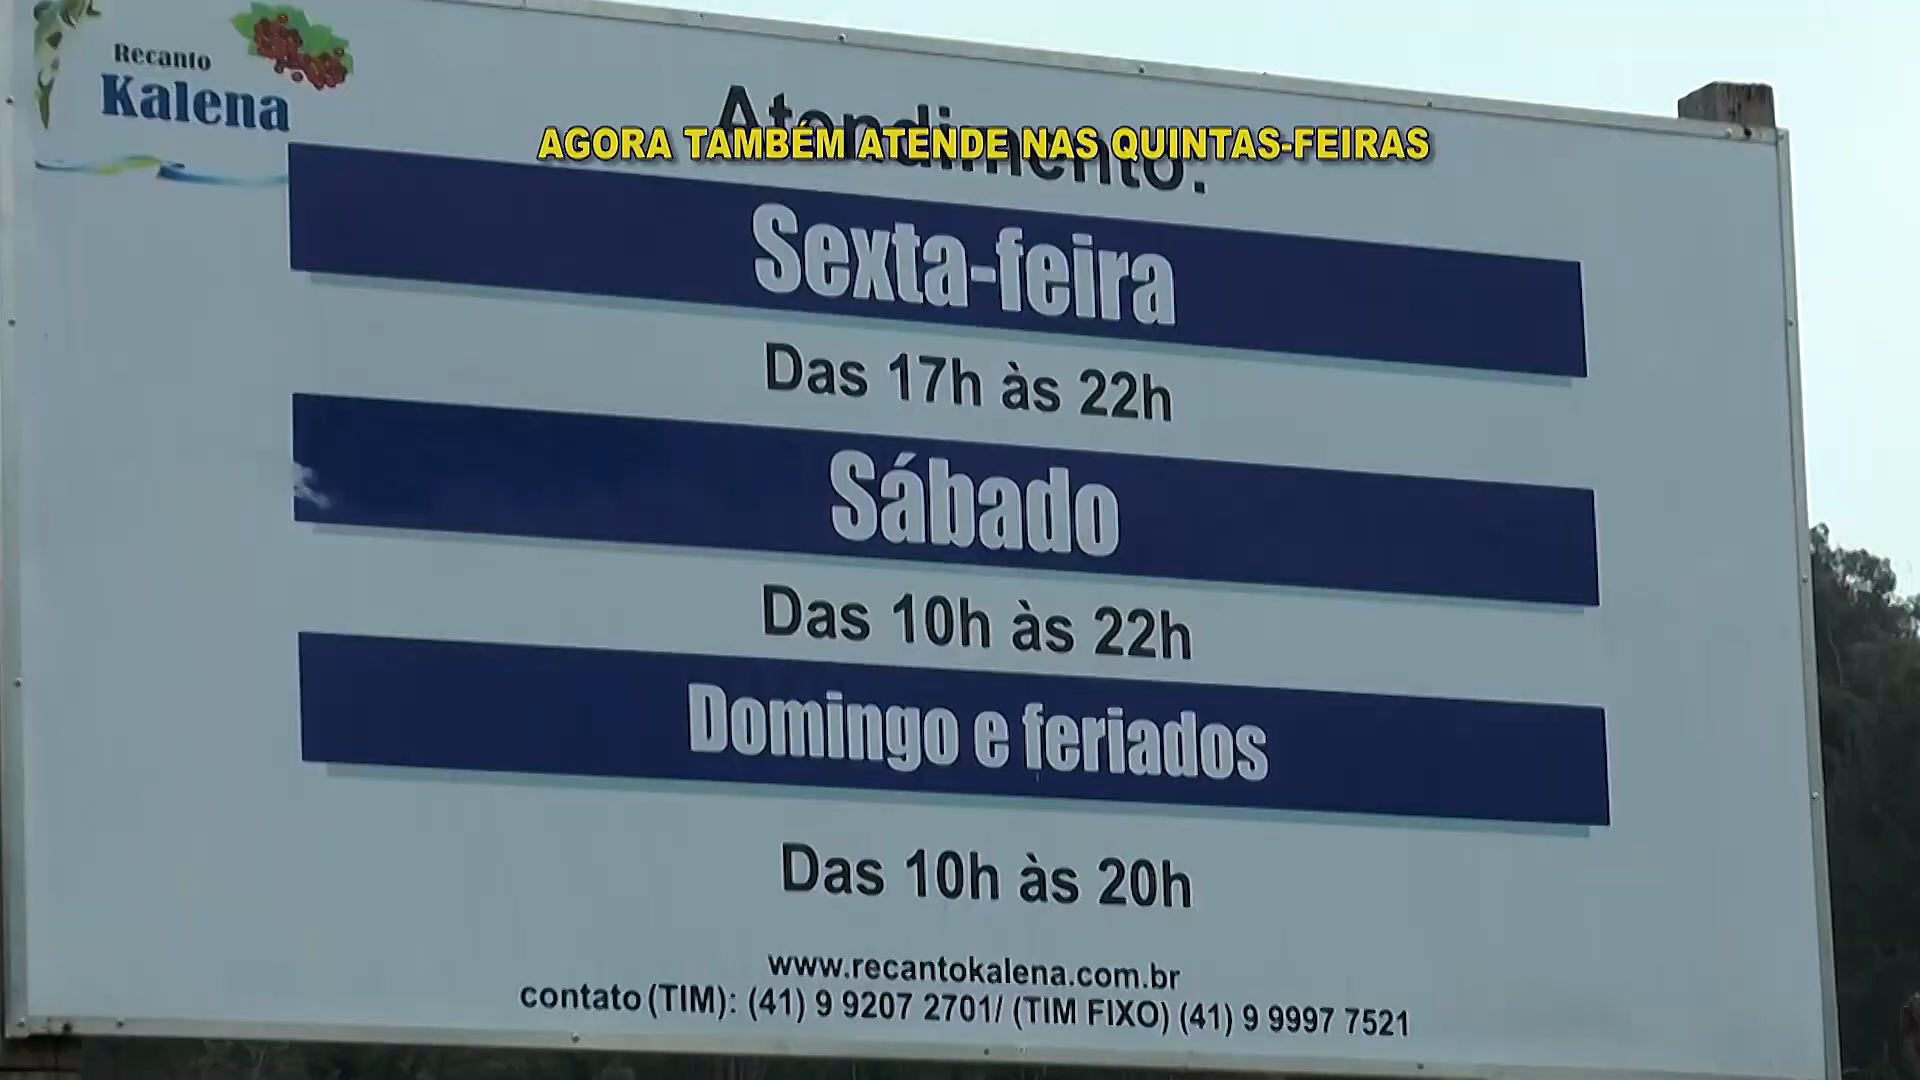 Recanto
Kalena
Atendimento:
AGORA TAMBÉM ATENDE NAS QUINTAS-FEIRAS
Sexta-feira
Das 17h às 22h
Sábado
Das 10h às 22h
Domingo e feriados
Das 10h às 20h
www.recantokalena.com.br
contato (TIM): (41) 9 9207 2701/ (TIM FIXO) (41) 9 9997 7521